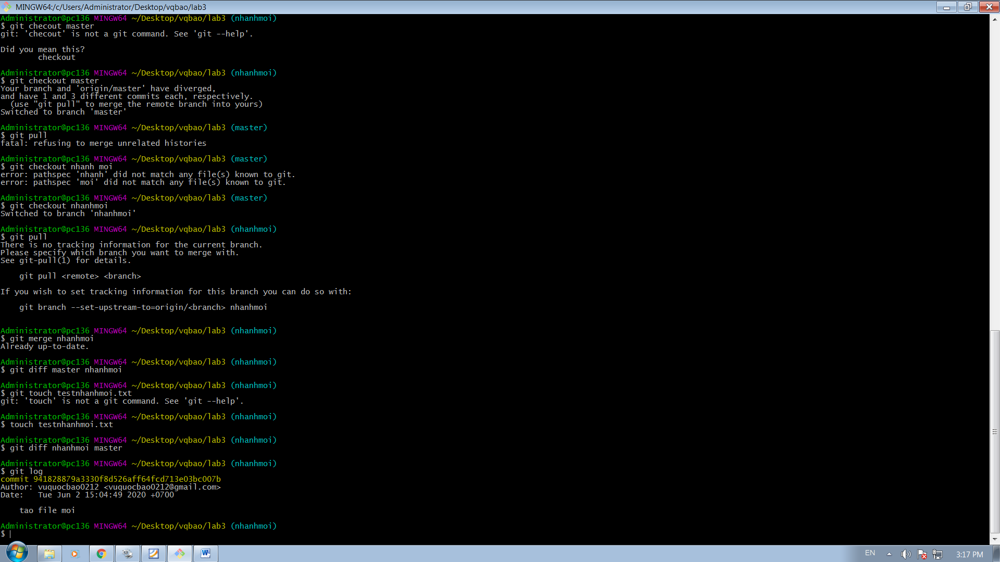 MINGW64:/c/Users/Administrator/Desktop/vqbao/lab3
Administrator@pc136 MINGW64 ~/Desktop/vqbao/lab3 (nhanhmoi)
$ git checout master
git: 'checout' is not a git command. See 'git --help'.
Did you mean this?
checkout
Administrator@pc136 MINGW64 ~/Desktop/vqbao/lab3 (nhanhmoi)
$ git checkout master
Your branch and 'origin/master' have diverged,
and have 1 and 3 different commits each, respectively.
(use "git pull" to merge the remote branch into yours)
Switched to branch 'master'
Administrator@pc136 MINGW64 ~/Desktop/vqbao/lab3 (master)
$ git pull
fatal: refusing to merge unrelated histories
Administrator@pc136 MINGW64 ~/Desktop/vqbao/lab3 (master)
$ git checkout nhanh moi
error: pathspec 'nhanh' did not match any file(s) known to git.
error: pathspec 'moi' did not match any file(s) known to git.
Administrator@pc136 MINGW64 ~/Desktop/vqbao/lab3 (master)
$ git checkout nhanhmoi
Switched to branch 'nhanhmoi'
Administrator@pc136 MINGW64 ~/Desktop/vqbao/lab3 (nhanhmoi)
$ git pull
There is no tracking information for the current branch.
Please specify which branch you want to merge with.
See git-pull(1) for details.
git pull <remote> <branch>
If you wish to set tracking information for this branch you can do so with:
git branch --set-upstream-to=origin/<branch> nhanhmoi
Administrator@pc136 MINGW64 ~/Desktop/vqbao/lab3 (nhanhmoi)
$ git merge nhanhmoi
Already up-to-date.
Administrator@pc136 MINGW64 ~/Desktop/vqbao/lab3 (nhanhmoi)
$ git diff master nhanhmoi
Administrator@pc136 MINGW64 ~/Desktop/vqbao/lab3 (nhanhmoi)
$ git touch testnhanhmoi.txt
git: 'touch' is not a git command. See 'git --help'.
Administrator@pc136 MINGW64 ~/Desktop/vqbao/lab3 (nhanhmoi)
$ touch testnhanhmoi.txt
Administrator@pc136 MINGW64 ~/Desktop/vqbao/lab3 (nhanhmoi)
$ git diff nhanhmoi master
Administrator@pc136 MINGW64 ~/Desktop/vqbao/lab3 (nhanhmoi)
$ git log
commit 941828879a3330f8d526aff64fcd713e03bc007b
Author: vuquocbao0212 <vuquocbao0212@gmail.com>
Date:   Tue Jun 2 15:04:49 2020 +0700
tao file moi
Administrator@pc136 MINGW64 ~/Desktop/vqbao/lab3 (nhanhmoi)
$
EN
3:17 PM